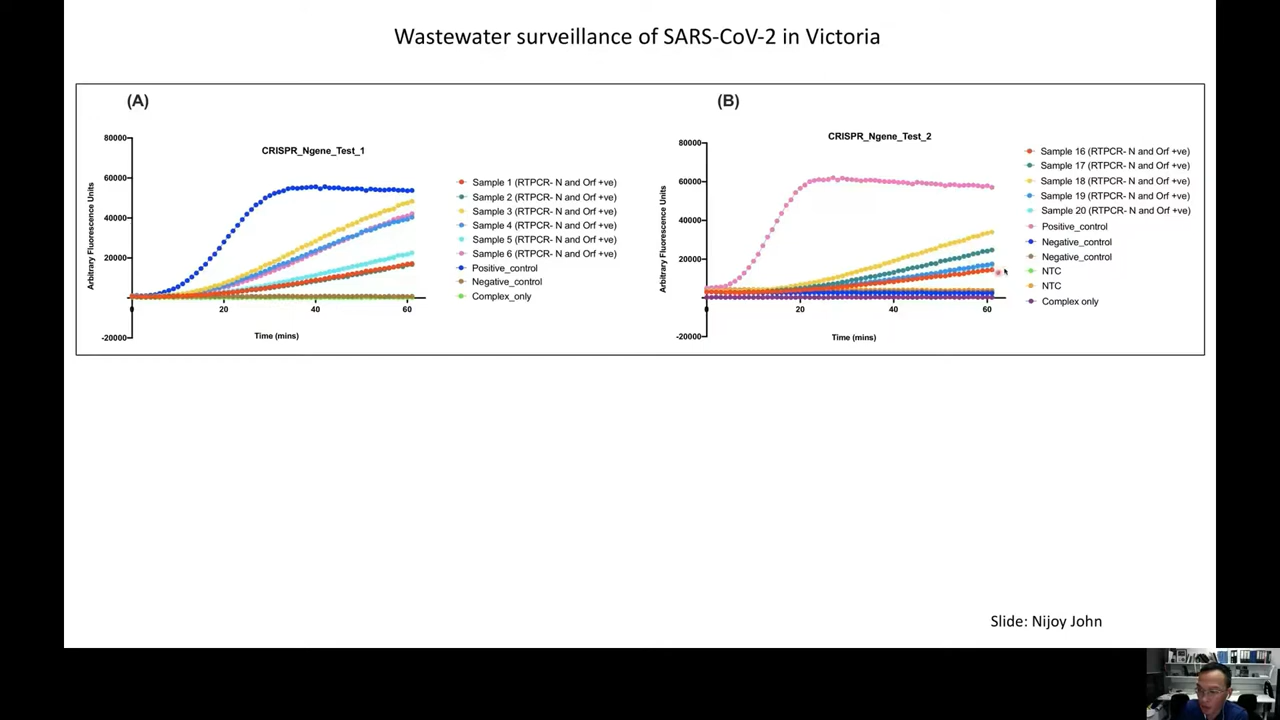 Wastewater surveillance of SARS-CoV-2 in Victoria
(A)
CRISPR_Ngene_Test_1
Arbitrary Fluorescence Units
80000
60000
40000
20000
0
20
40
60
-20000
Time (mins)
Sample 1 (RTPCR- N and Orf +ve)
Sample 2 (RTPCR- N and Orf +ve)
Sample 3 (RTPCR- N and Orf +ve)
Sample 4 (RTPCR- N and Orf +ve)
Sample 5 (RTPCR- N and Orf +ve)
Sample 6 (RTPCR- N and Orf +ve)
Positive_control
Negative_control
Complex_only
(B)
CRISPR_Ngene_Test_2
Arbitrary Fluorescence Units
80000
60000
40000
20000
0
20
40
60
-20000
Time (mins)
Sample 16 (RTPCR- N and Orf +ve)
Sample 17 (RTPCR- N and Orf +ve)
Sample 18 (RTPCR- N and Orf +ve)
Sample 19 (RTPCR- N and Orf +ve)
Sample 20 (RTPCR- N and Orf +ve)
Positive_control
Negative_control
Negative_control
NTC
NTC
Complex only
Slide: Nijoy John